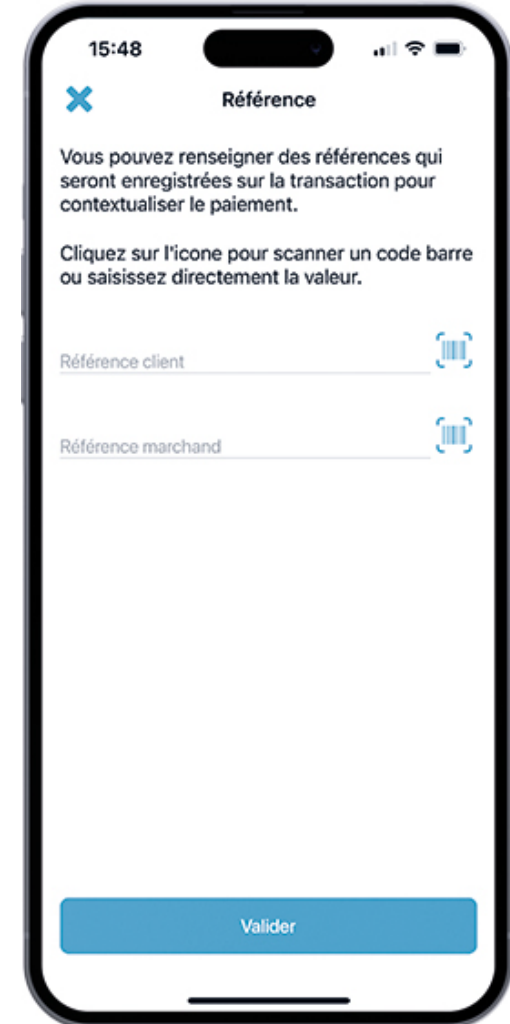 15:48
Référence
Vous pouvez renseigner des références qui
seront enregistrées sur la transaction pour
contextualiser le paiement.
Cliquez sur l'icone pour scanner un code barre
ou saisissez directement la valeur.
Référence client
Référence marchand
Valider